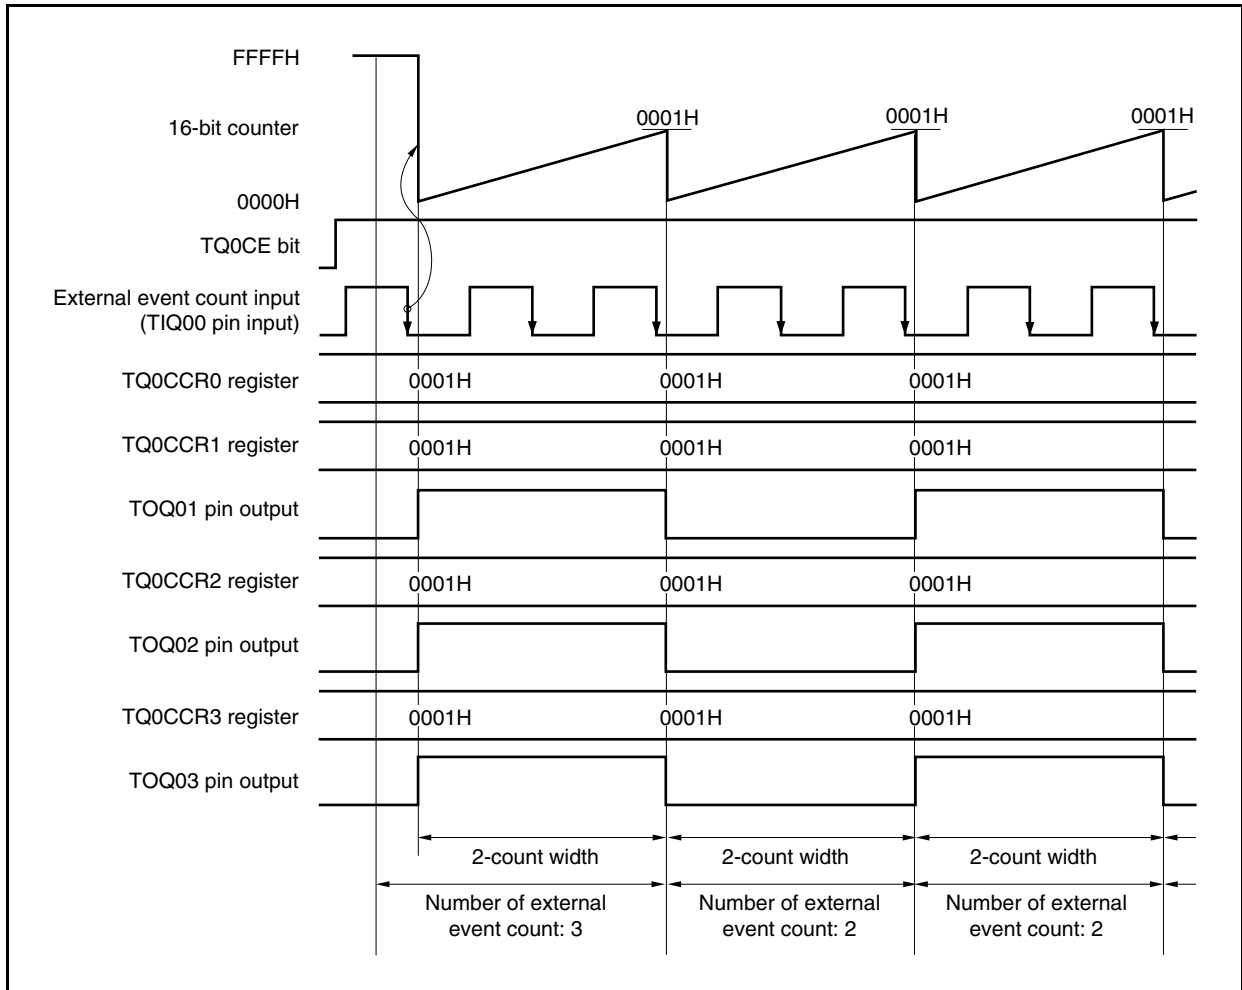 FFFFH
16-bit counter
0001H 0001H 0001H
0000H
TQ0CE bit
External event count input
(TIQ00 pin input)
TQ0CCR0 register 0001H 0001H 0001H
TQ0CCR1 register 0001H 0001H 0001H
TOQ01 pin output
TQ0CCR2 register 0001H 0001H 0001H
TOQ02 pin output
TQ0CCR3 register 0001H 0001H 0001H
TOQ03 pin output
2-count width 2-count width 2-count width
Number of external
event count: 3
Number of external
event count: 2
Number of external
event count: 2